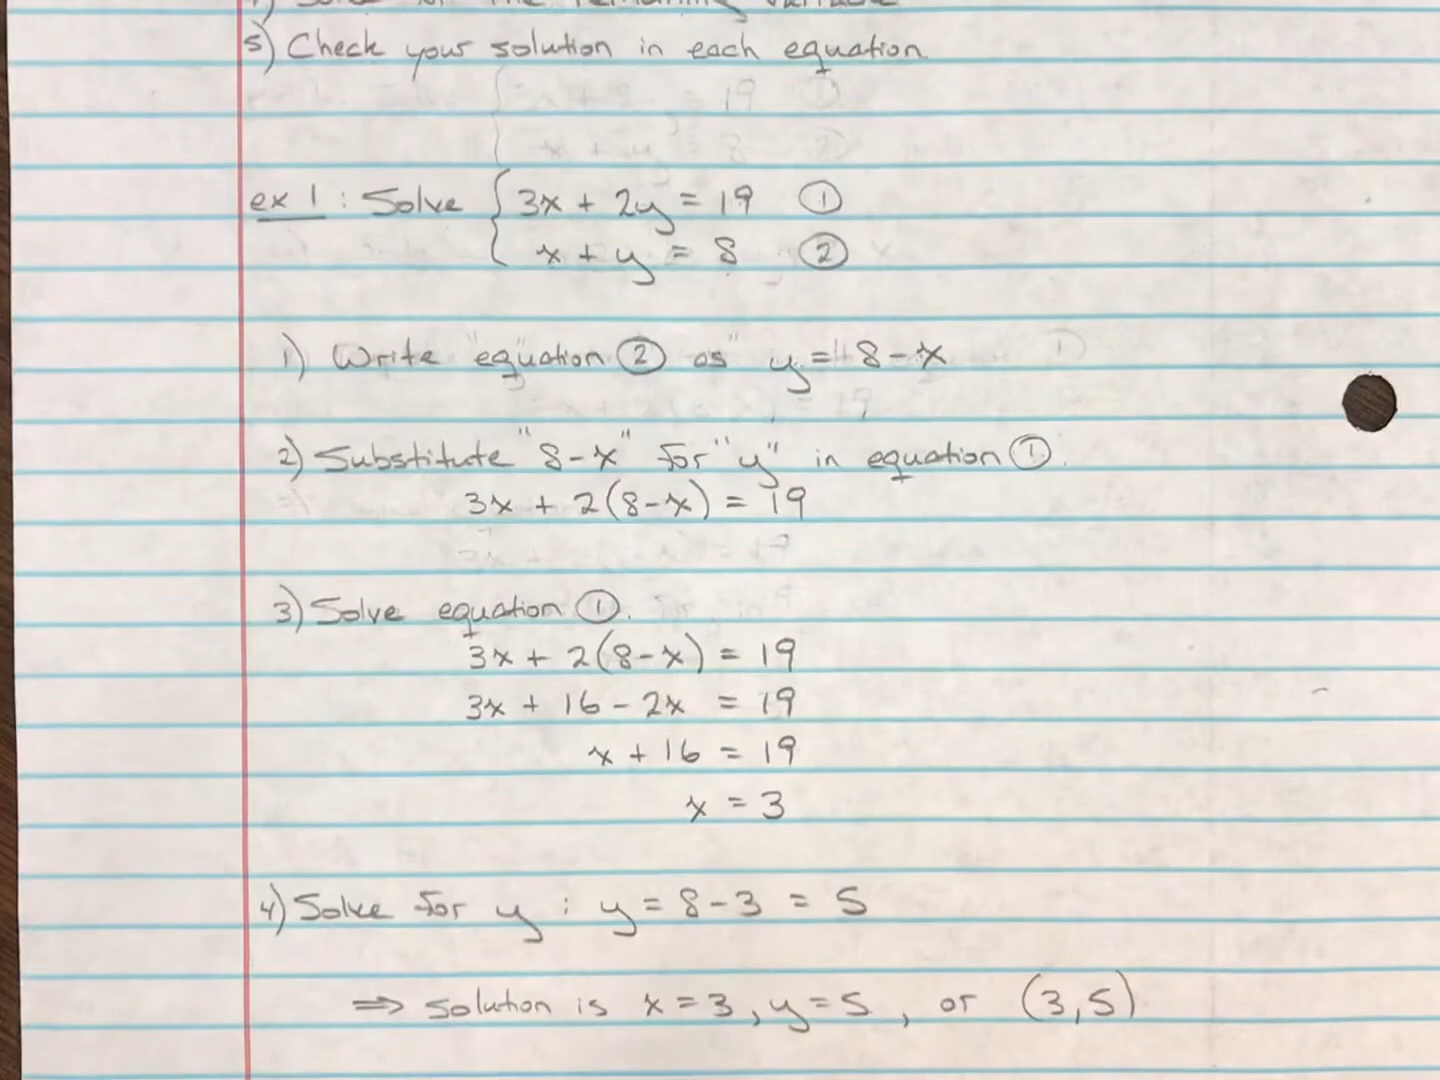 5) Check your solution in each equation.
ex 1: Solve { 3x + 2y = 19 ①
x + y = 8 ②
1) Write "equation ② as" y = 8 - x
2) Substitute "8-x" for "y" in equation ①.
3x + 2(8-x) = 19
3) Solve equation ①.
3x + 2(8-x) = 19
3x + 16 - 2x = 19
x + 16 = 19
x = 3
4) Solve for y : y = 8 - 3 = 5
⇒ solution is x = 3, y = 5, or (3,5)